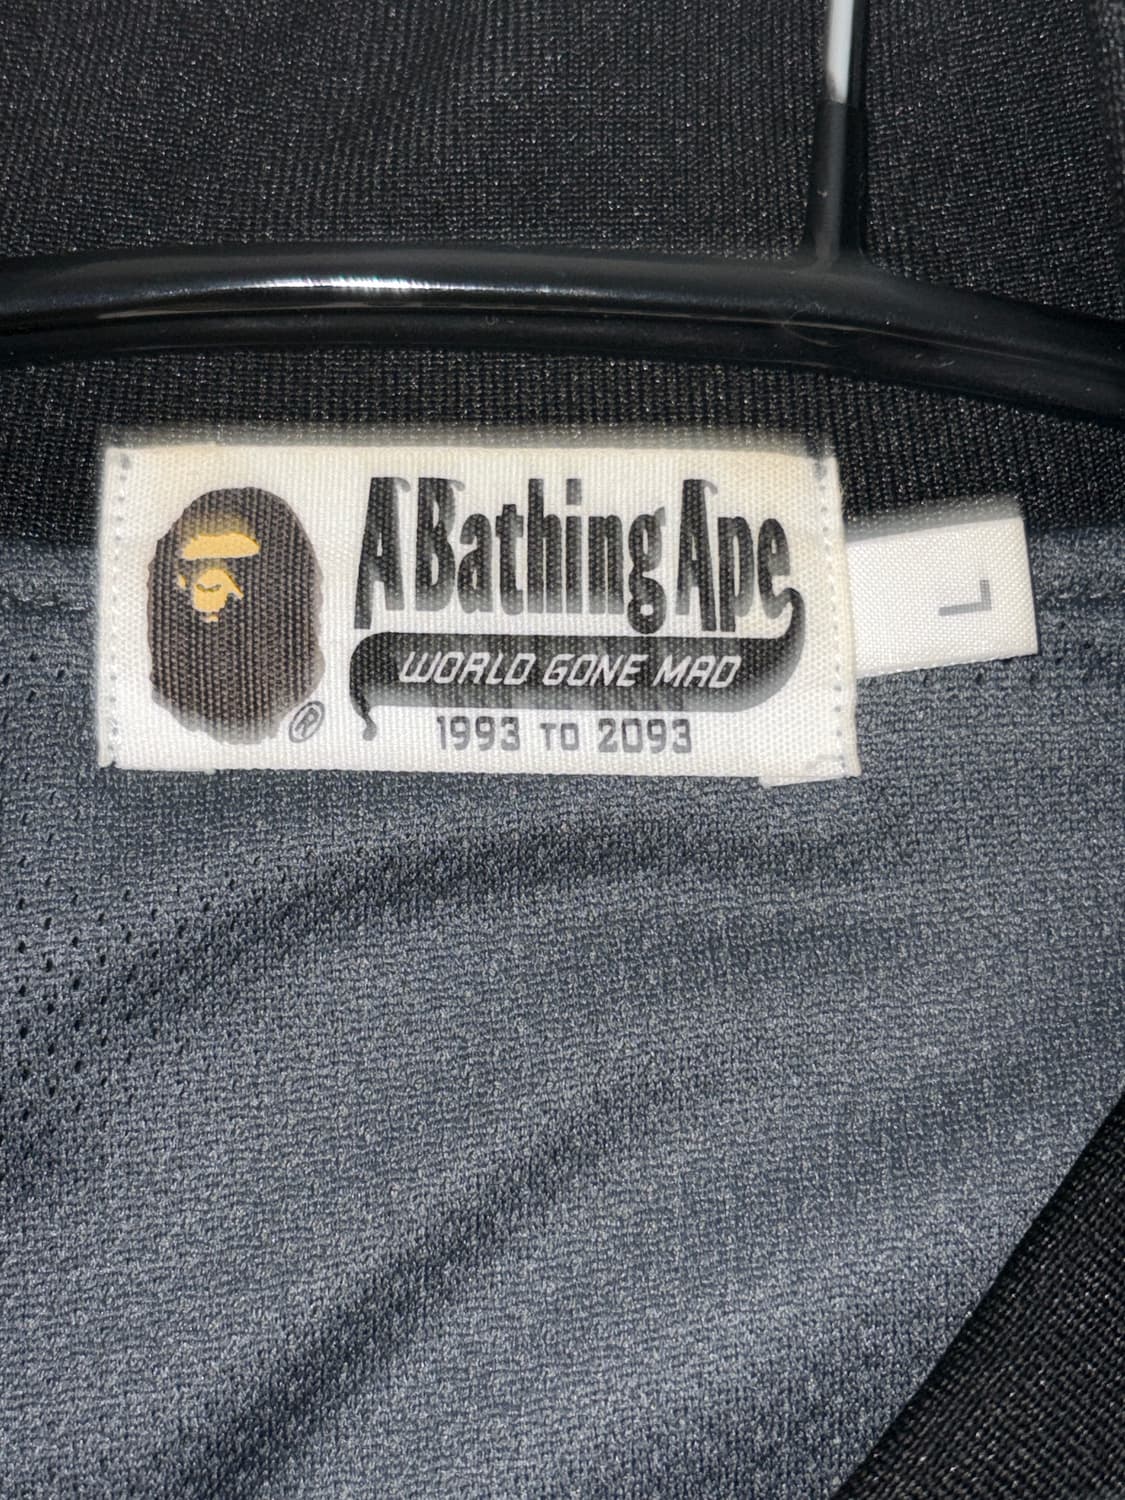 A Bathing Ape
WORLD GONE MAD
1993 TO 2093
®
L